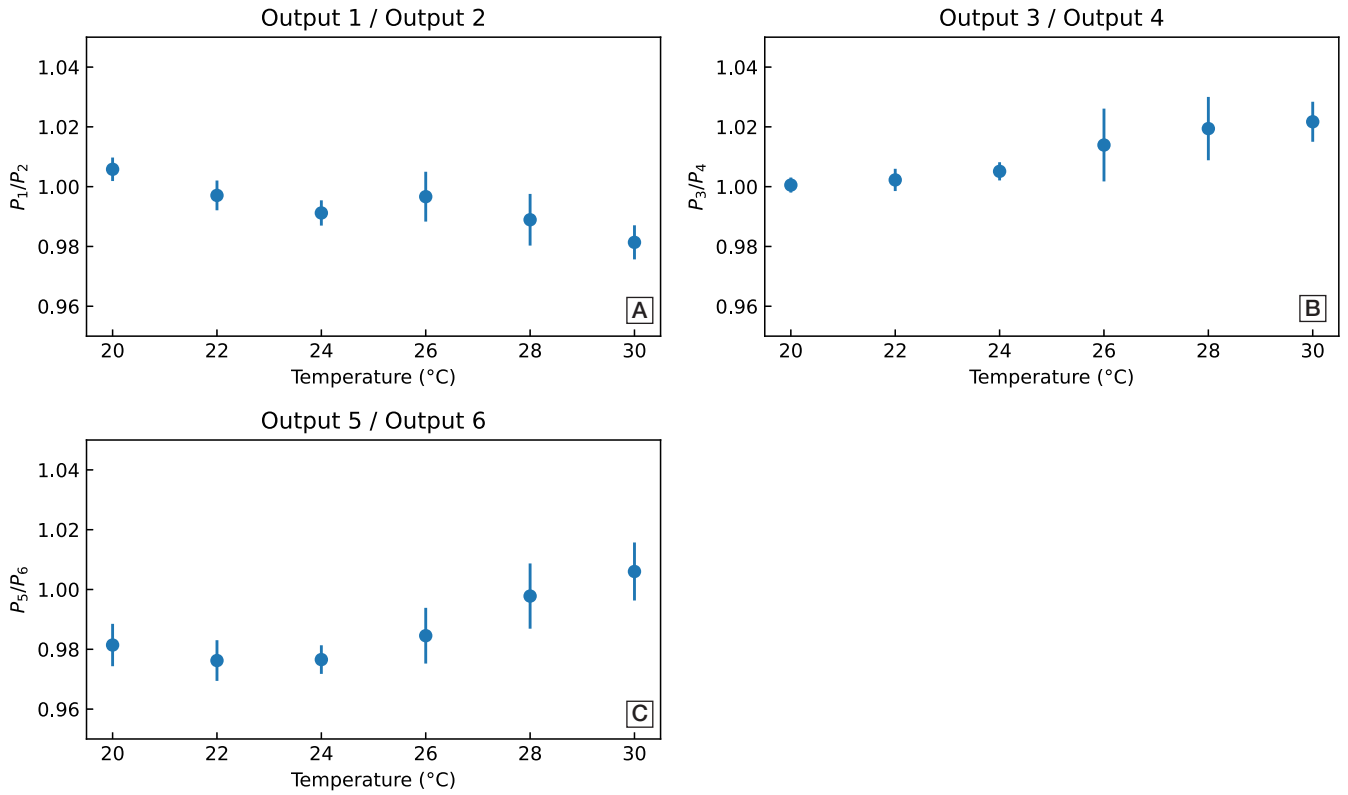 Output 1 / Output 2
1.04
1.02
1.00
0.98
0.96
P1/P2
A
20 22 24 26 28 30
Temperature (°C)
Output 3 / Output 4
1.04
1.02
1.00
0.98
0.96
P3/P4
B
20 22 24 26 28 30
Temperature (°C)
Output 5 / Output 6
1.04
1.02
1.00
0.98
0.96
P5/P6
C
20 22 24 26 28 30
Temperature (°C)